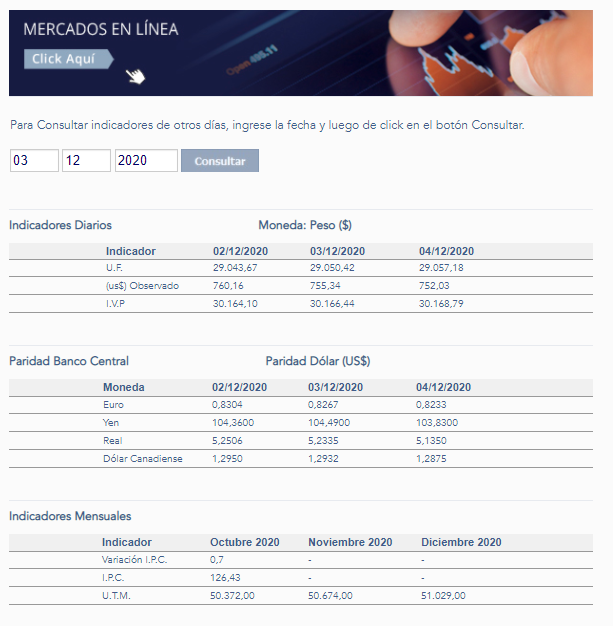 MERCADOS EN LÍNEA
Click Aquí
Open 495.11
Para Consultar indicadores de otros días, ingrese la fecha y luego de click en el botón Consultar.
03 12 2020 Consultar
Indicadores Diarios Moneda: Peso ($)
Indicador 02/12/2020 03/12/2020 04/12/2020
U.F. 29.043,67 29.050,42 29.057,18
(us$) Observado 760,16 755,34 752,03
I.V.P 30.164,10 30.166,44 30.168,79
Paridad Banco Central Paridad Dólar (US$)
Moneda 02/12/2020 03/12/2020 04/12/2020
Euro 0,8304 0,8267 0,8233
Yen 104,3600 104,4900 103,8300
Real 5,2506 5,2335 5,1350
Dólar Canadiense 1,2950 1,2932 1,2875
Indicadores Mensuales
Indicador Octubre 2020 Noviembre 2020 Diciembre 2020
Variación I.P.C. 0,7 - -
I.P.C. 126,43 - -
U.T.M. 50.372,00 50.674,00 51.029,00